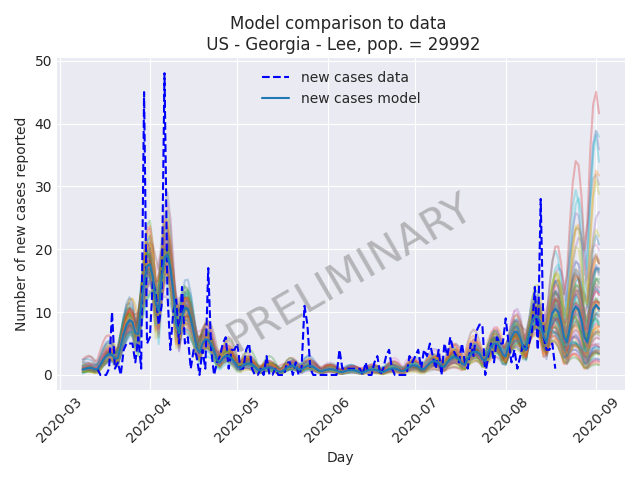 Model comparison to data
US - Georgia - Lee, pop. = 29992
new cases data
new cases model
PRELIMINARY
Number of new cases reported
50
40
30
20
10
0
2020-03
2020-04
2020-05
2020-06
2020-07
2020-08
2020-09
Day